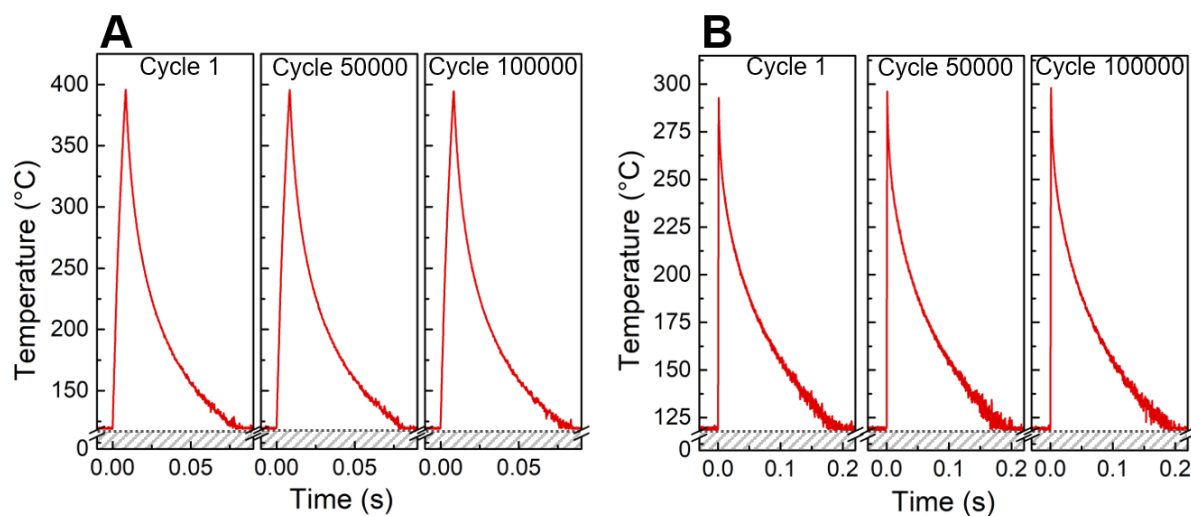 A
Cycle 1 Cycle 50000 Cycle 100000
Temperature (°C)
400
350
300
250
200
150
0
0.00 0.05 0.00 0.05 0.00 0.05
Time (s)
B
Cycle 1 Cycle 50000 Cycle 100000
Temperature (°C)
300
275
250
225
200
175
150
125
0
0.0 0.1 0.2 0.0 0.1 0.2 0.0 0.1 0.2
Time (s)